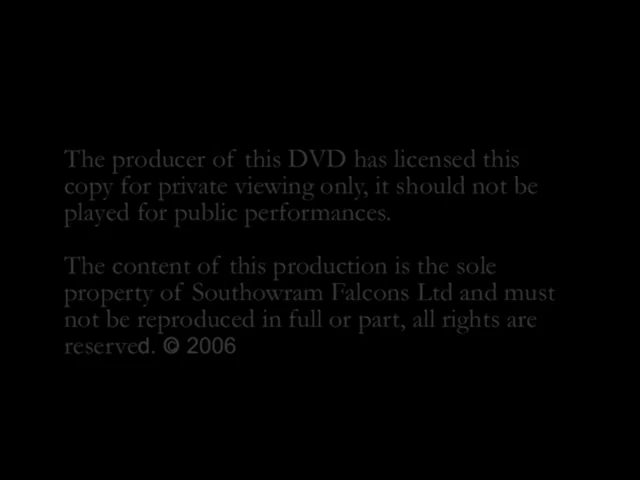 The producer of this DVD has licensed this
copy for private viewing only, it should not be
played for public performances.
The content of this production is the sole
property of Southowram Falcons Ltd and must
not be reproduced in full or part, all rights are
reserved. © 2006